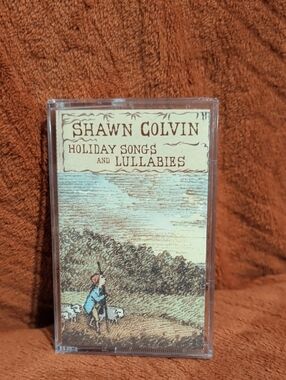 SHAWN COLVIN
HOLIDAY SONGS
AND LULLABIES